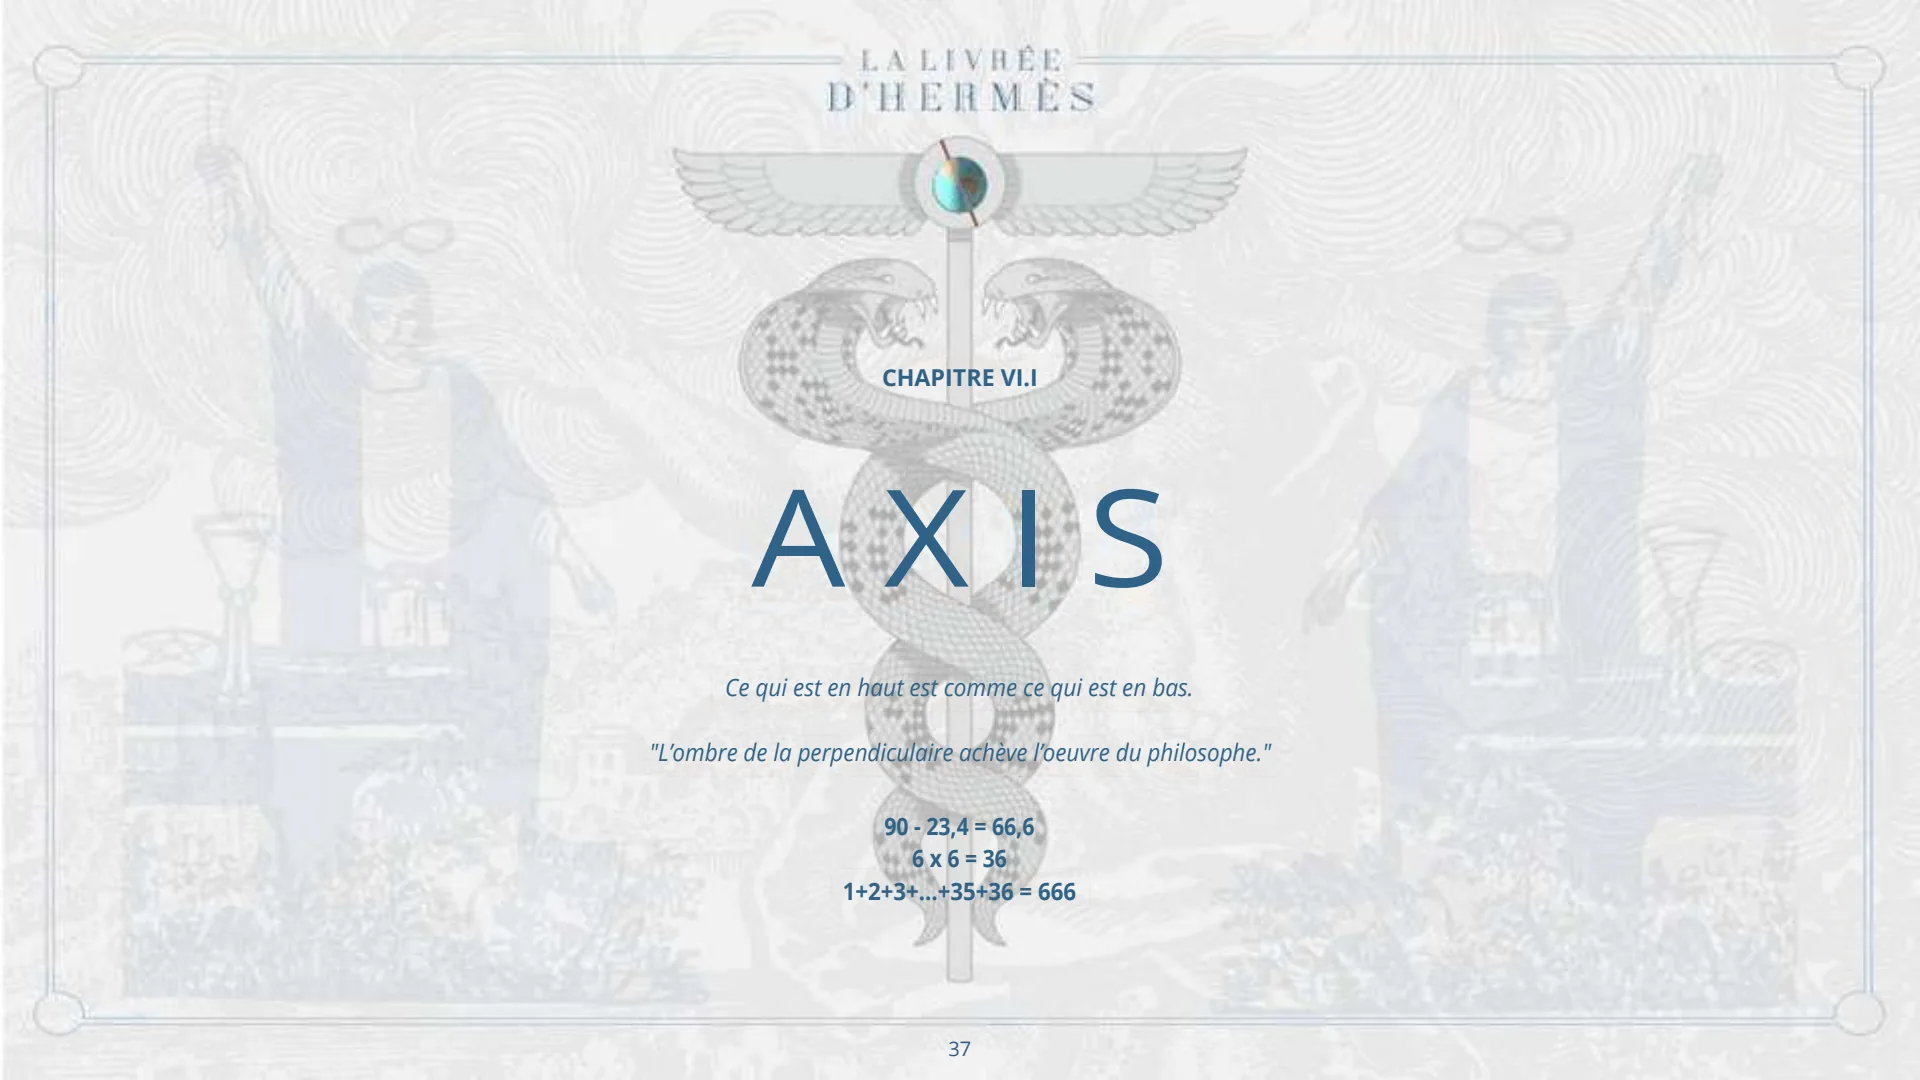 LA LIVRÉE
D'HERMÈS
CHAPITRE VI.I
AXIS
Ce qui est en haut est comme ce qui est en bas.
"L’ombre de la perpendiculaire achève l’oeuvre du philosophe."
90 - 23,4 = 66,6
6 x 6 = 36
1+2+3+...+35+36 = 666
37